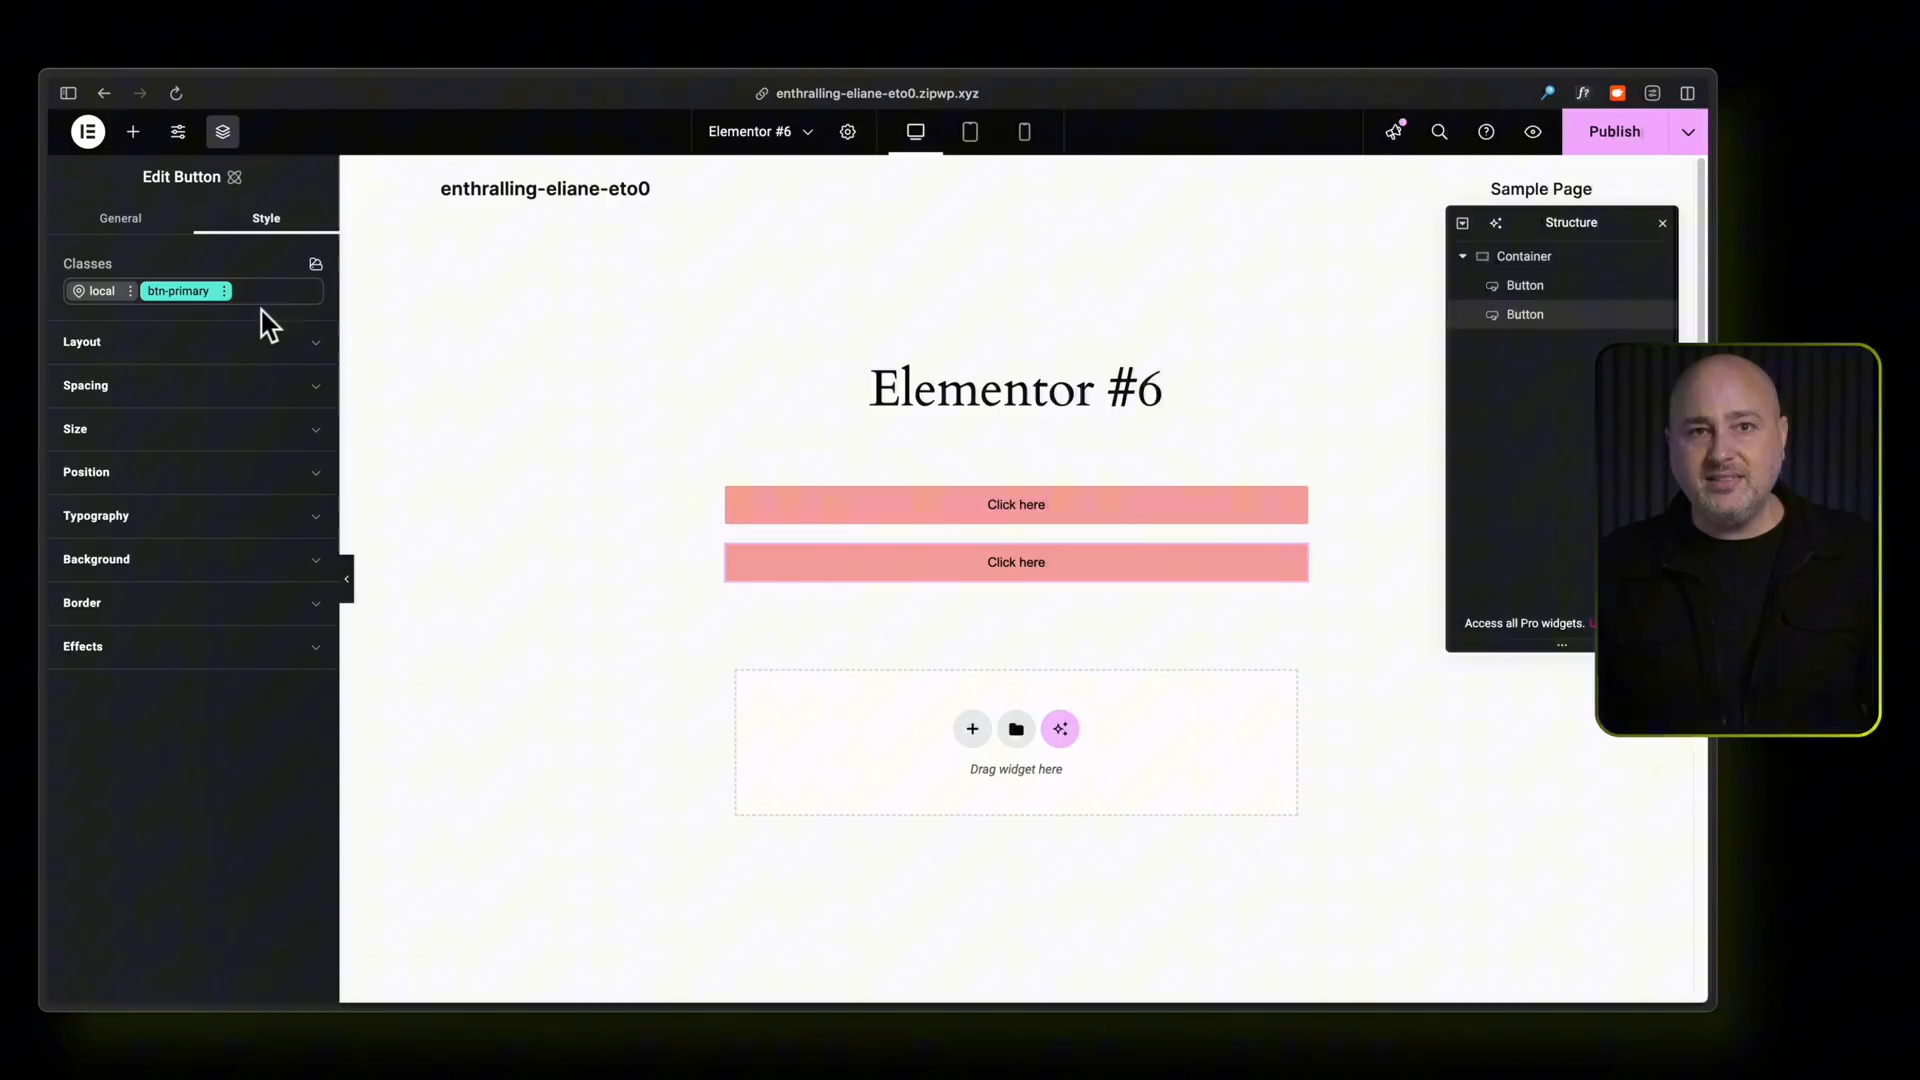 enthralling-eliane-eto0.zipwp.xyz
Elementor #6
Publish
Edit Button
General
Style
Classes
local
btn-primary
Layout
Spacing
Size
Position
Typography
Background
Border
Effects
enthralling-eliane-eto0
Sample Page
Elementor #6
Click here
Click here
Drag widget here
Structure
Container
Button
Button
Access all Pro widgets.